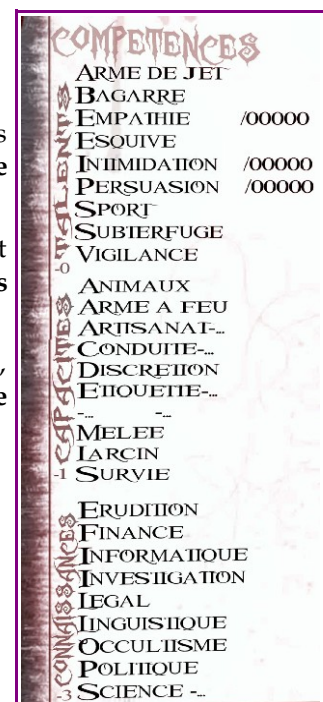 COMPETENCES
ARME DE JET
BAGARRE
EMPATHIE /00000
ESQUIVE
INTIMIDATION /00000
PERSUASION /00000
SPORT
SUBTERFUGE
VIGILANCE
TALENTS
-0
ANIMAUX
ARME A FEU
ARTISANAT-...
CONDUITE-...
DISCRETION
ETIQUETTE-...
-... -...
MELEE
LARCIN
SURVIE
CAPACITES
-1
ERUDITION
FINANCE
INFORMATIQUE
INVESTIGATION
LEGAL
LINGUISTIQUE
OCCULTISME
POLITIQUE
SCIENCE -...
CONNAISSANCES
-3
s
e
t
s
,
e